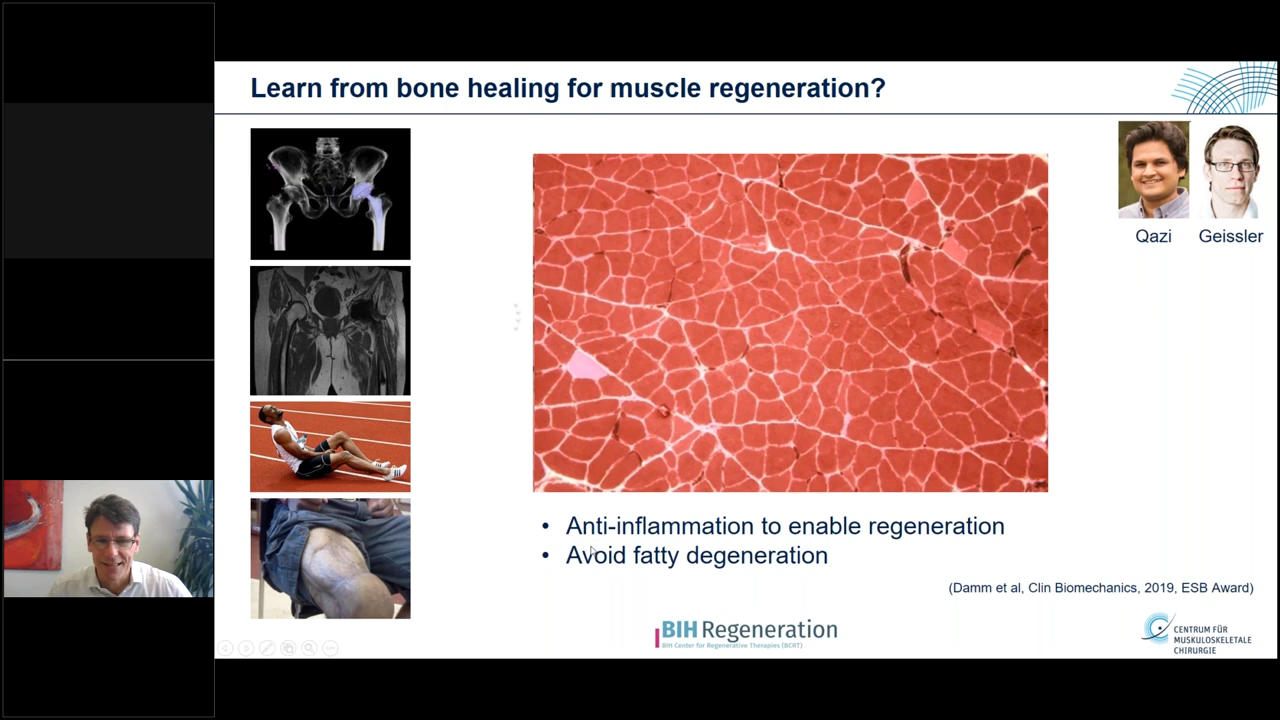 Learn from bone healing for muscle regeneration?
Qazi
Geissler
• Anti-inflammation to enable regeneration
• Avoid fatty degeneration
(Damm et al, Clin Biomechanics, 2019, ESB Award)
BIH Regeneration
BIH Center for Regenerative Therapies (BCRT)
CENTRUM FÜR
MUSKULOSKELETALE
CHIRURGIE